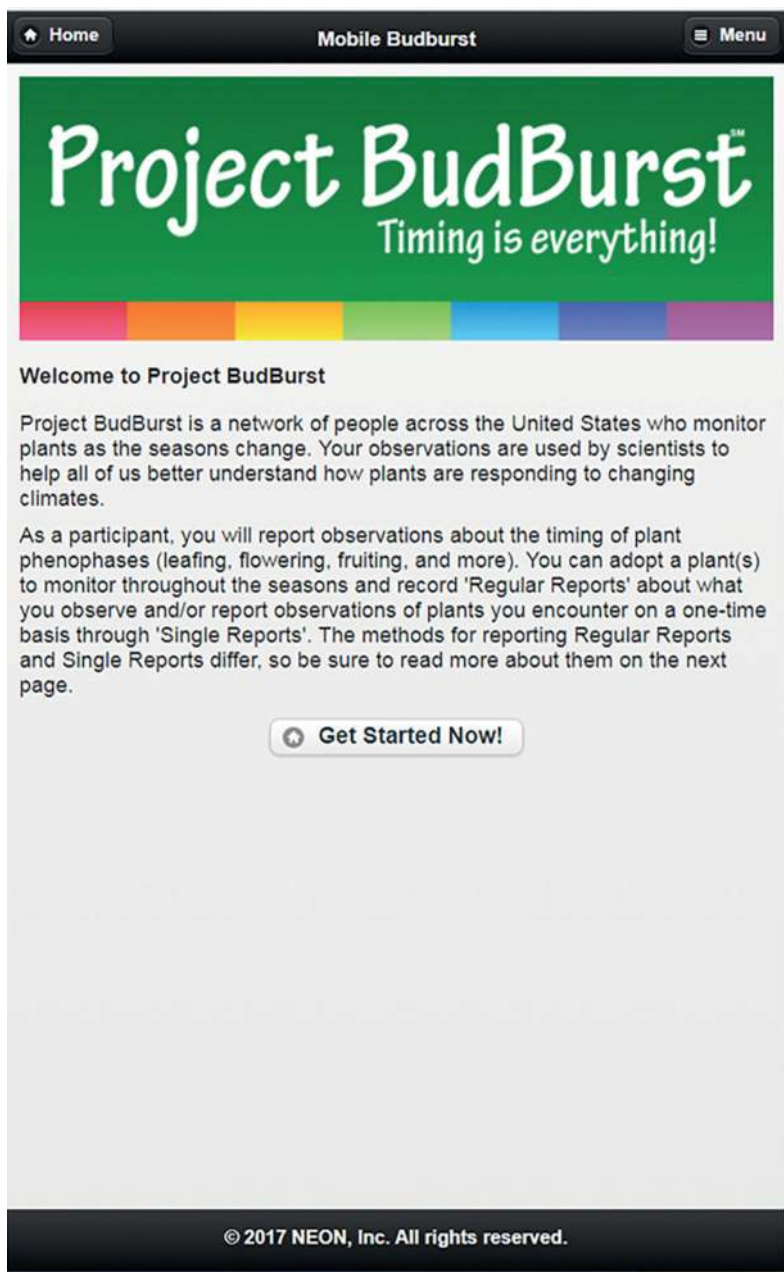 Home
Mobile Budburst
Menu
Project BudBurst℠
Timing is everything!
Welcome to Project BudBurst
Project BudBurst is a network of people across the United States who monitor
plants as the seasons change. Your observations are used by scientists to
help all of us better understand how plants are responding to changing
climates.
As a participant, you will report observations about the timing of plant
phenophases (leafing, flowering, fruiting, and more). You can adopt a plant(s)
to monitor throughout the seasons and record 'Regular Reports' about what
you observe and/or report observations of plants you encounter on a one-time
basis through 'Single Reports'. The methods for reporting Regular Reports
and Single Reports differ, so be sure to read more about them on the next
page.
Get Started Now!
© 2017 NEON, Inc. All rights reserved.